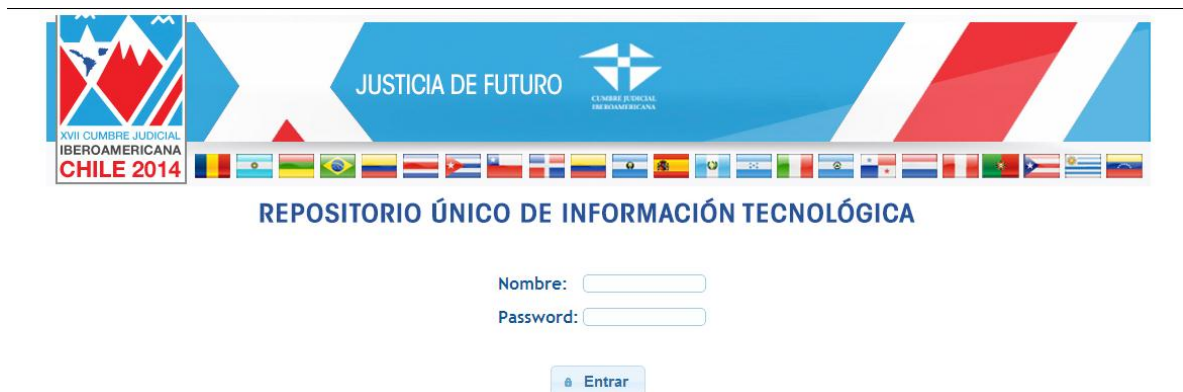 JUSTICIA DE FUTURO
CUMBRE JUDICIAL
IBEROAMERICANA
XVII CUMBRE JUDICIAL
IBEROAMERICANA
CHILE 2014
REPOSITORIO ÚNICO DE INFORMACIÓN TECNOLÓGICA
Nombre:
Password:
Entrar